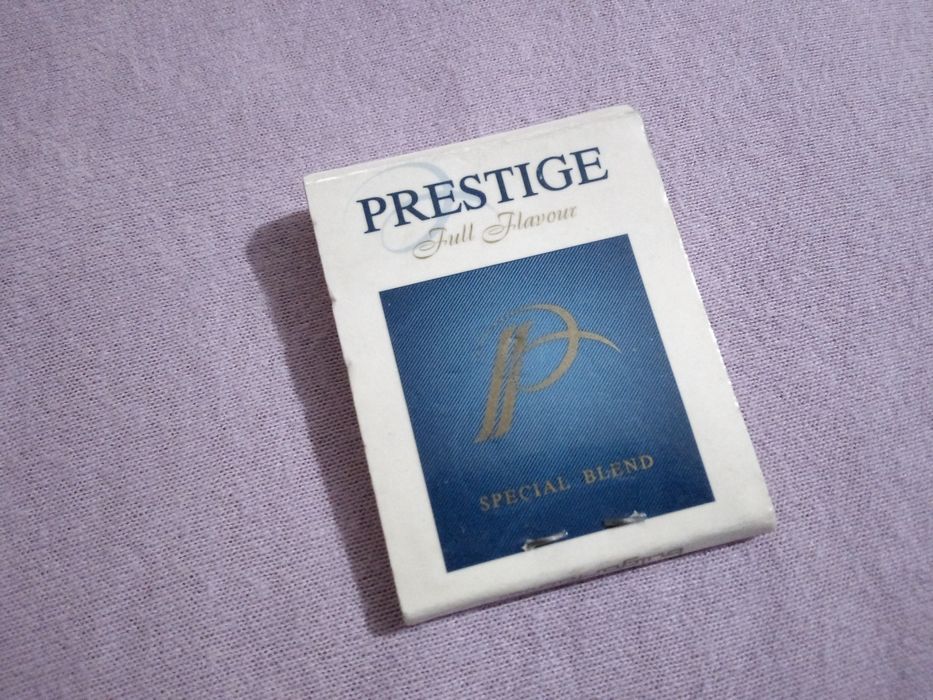 PRESTIGE
Full Flavour
P
SPECIAL BLEND